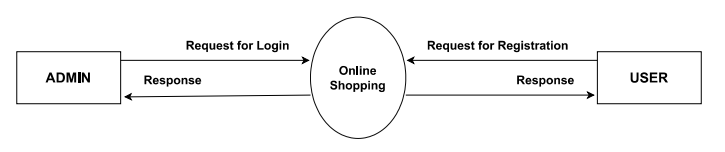 Request for Login
Request for Registration
ADMIN
Online
Shopping
USER
Response
Response